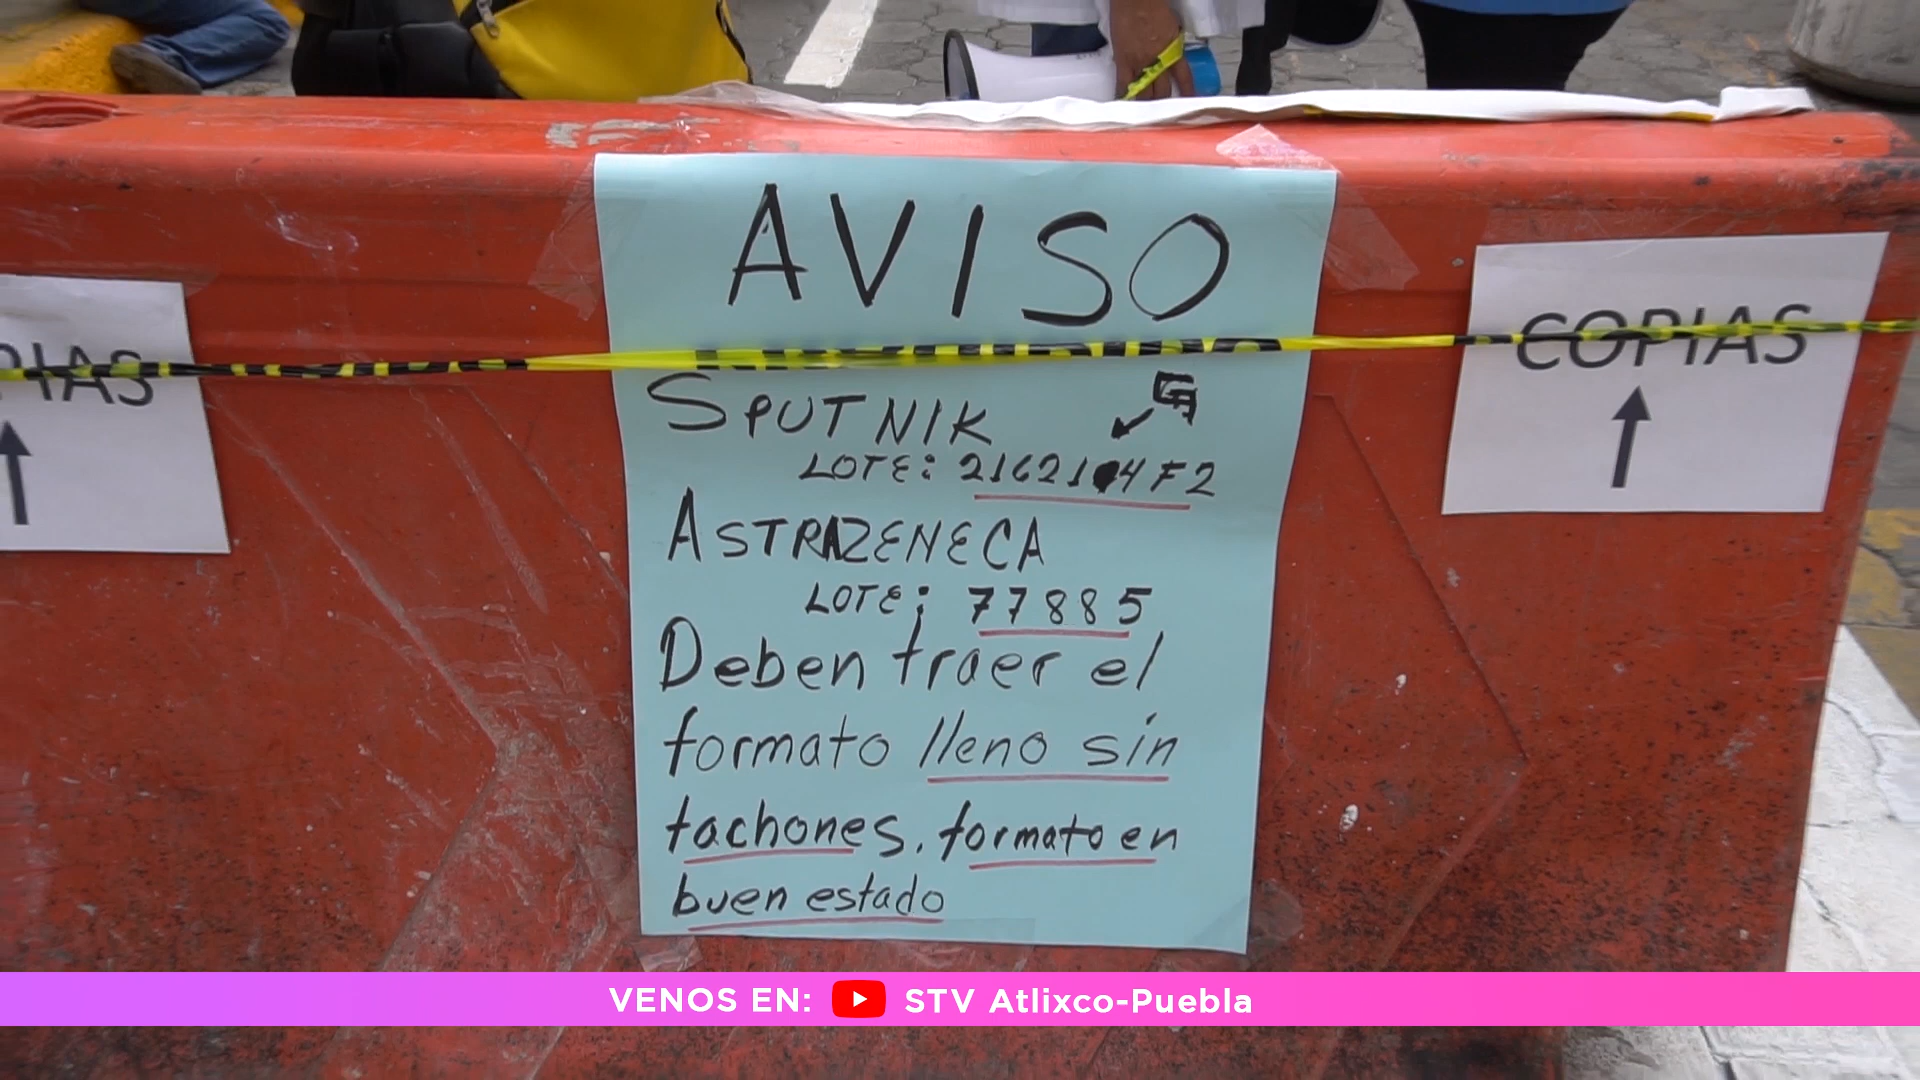 AVISO
SPUTNIK
LOTE: 216214F2
ASTRAZENECA
LOTE: 77885
Deben traer el
formato lleno sin
tachones. formato en
buen estado
COPIAS
PIAS
VENOS EN: STV Atlixco-Puebla